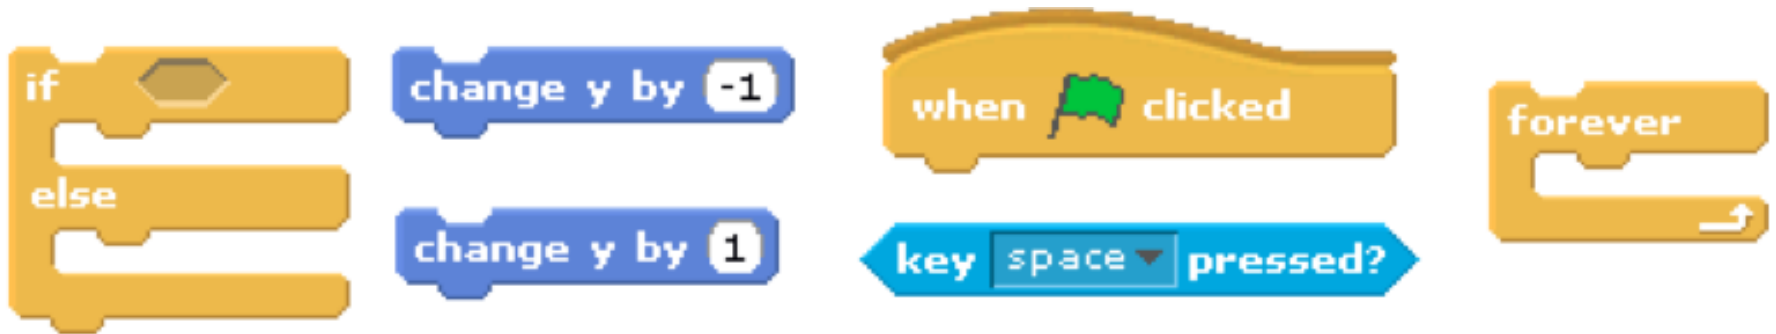 if
else
change y by -1
change y by 1
when clicked
key space pressed?
forever